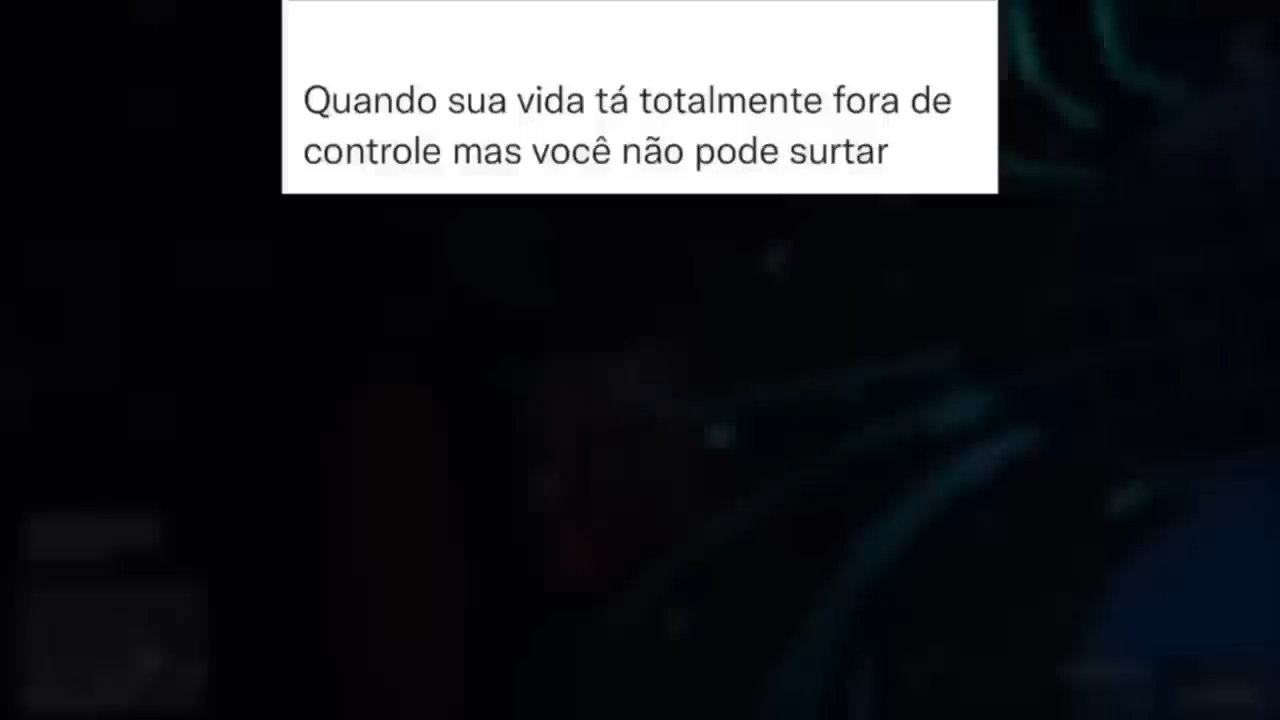 Quando sua vida tá totalmente fora de
controle mas você não pode surtar